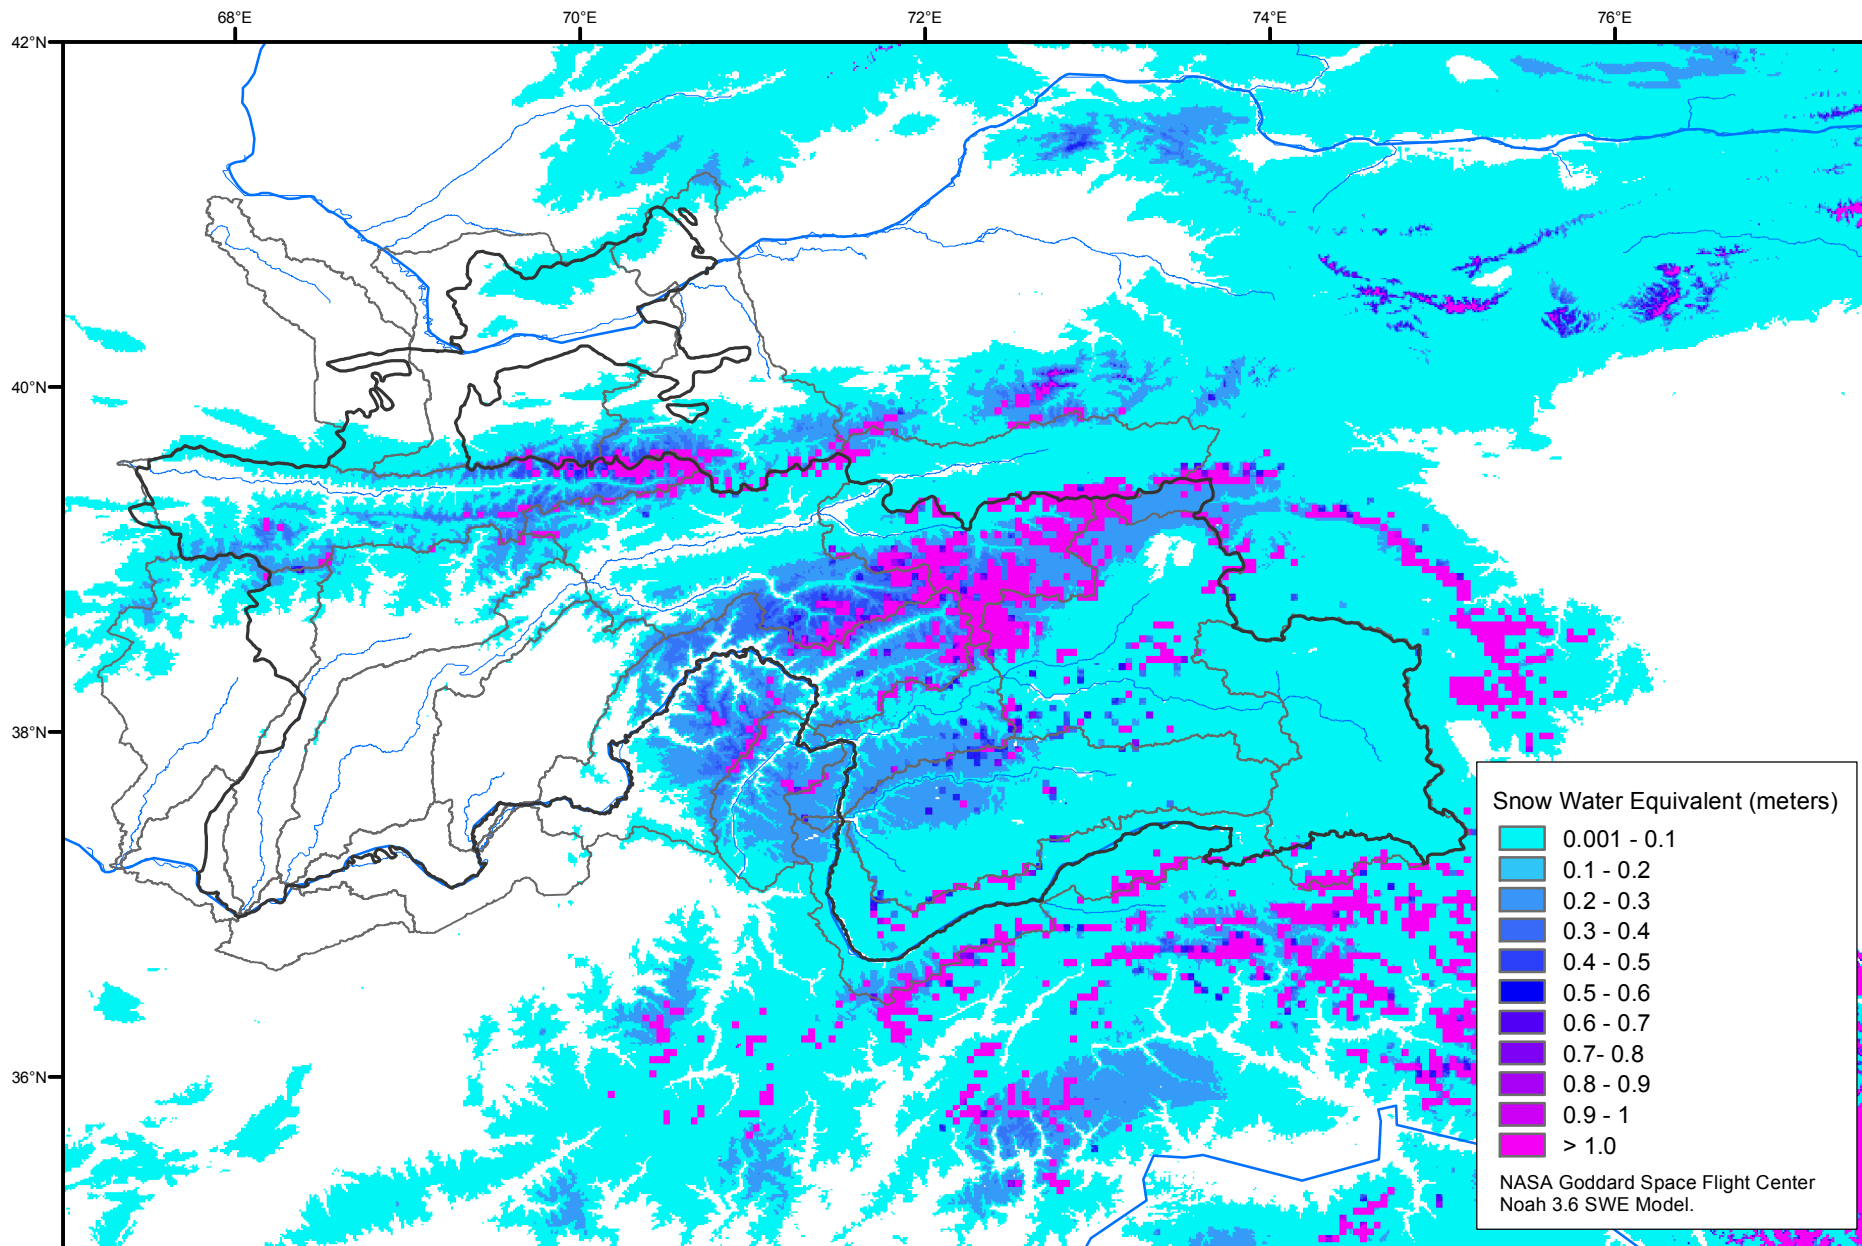 68°E 70°E 72°E 74°E 76°E
42°N
40°N
38°N
36°N
Snow Water Equivalent (meters)
0.001 - 0.1
0.1 - 0.2
0.2 - 0.3
0.3 - 0.4
0.4 - 0.5
0.5 - 0.6
0.6 - 0.7
0.7- 0.8
0.8 - 0.9
0.9 - 1
> 1.0
NASA Goddard Space Flight Center
Noah 3.6 SWE Model.